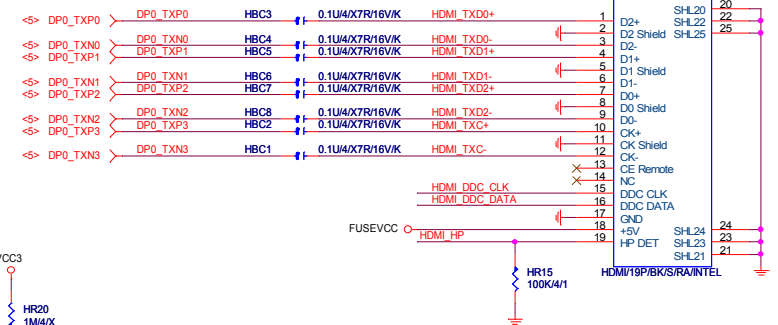 SHL20 20
<5> DP0_TXP0 DP0_TXP0 HBC3 0.1U/4/X7R/16V/K HDMI_TXD0+ 1 D2+ SHL22 22
2 D2 Shield SHL25 25
<5> DP0_TXN0 DP0_TXN0 HBC4 0.1U/4/X7R/16V/K HDMI_TXD0- 3 D2-
<5> DP0_TXP1 DP0_TXP1 HBC5 0.1U/4/X7R/16V/K HDMI_TXD1+ 4 D1+
5 D1 Shield
<5> DP0_TXN1 DP0_TXN1 HBC6 0.1U/4/X7R/16V/K HDMI_TXD1- 6 D1-
<5> DP0_TXP2 DP0_TXP2 HBC7 0.1U/4/X7R/16V/K HDMI_TXD2+ 7 D0+
8 D0 Shield
<5> DP0_TXN2 DP0_TXN2 HBC8 0.1U/4/X7R/16V/K HDMI_TXD2- 9 D0-
<5> DP0_TXP3 DP0_TXP3 HBC2 0.1U/4/X7R/16V/K HDMI_TXC+ 10 CK+
11 CK Shield
<5> DP0_TXN3 DP0_TXN3 HBC1 0.1U/4/X7R/16V/K HDMI_TXC- 12 CK-
13 CE Remote
14 NC
HDMI_DDC_CLK 15 DDC CLK
HDMI_DDC_DATA 16 DDC DATA
17 GND
FUSEVCC 18 +5V SHL24 24
HDMI_HP 19 HP DET SHL23 23
SHL21 21
HDMI/19P/BK/S/RA/INTEL
VCC3
HR15
100K/4/1
HR20
1M/4/X